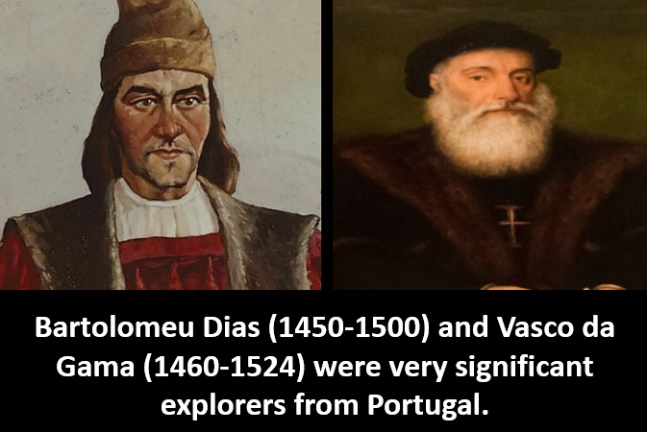 Bartolomeu Dias (1450-1500) and Vasco da
Gama (1460-1524) were very significant
explorers from Portugal.